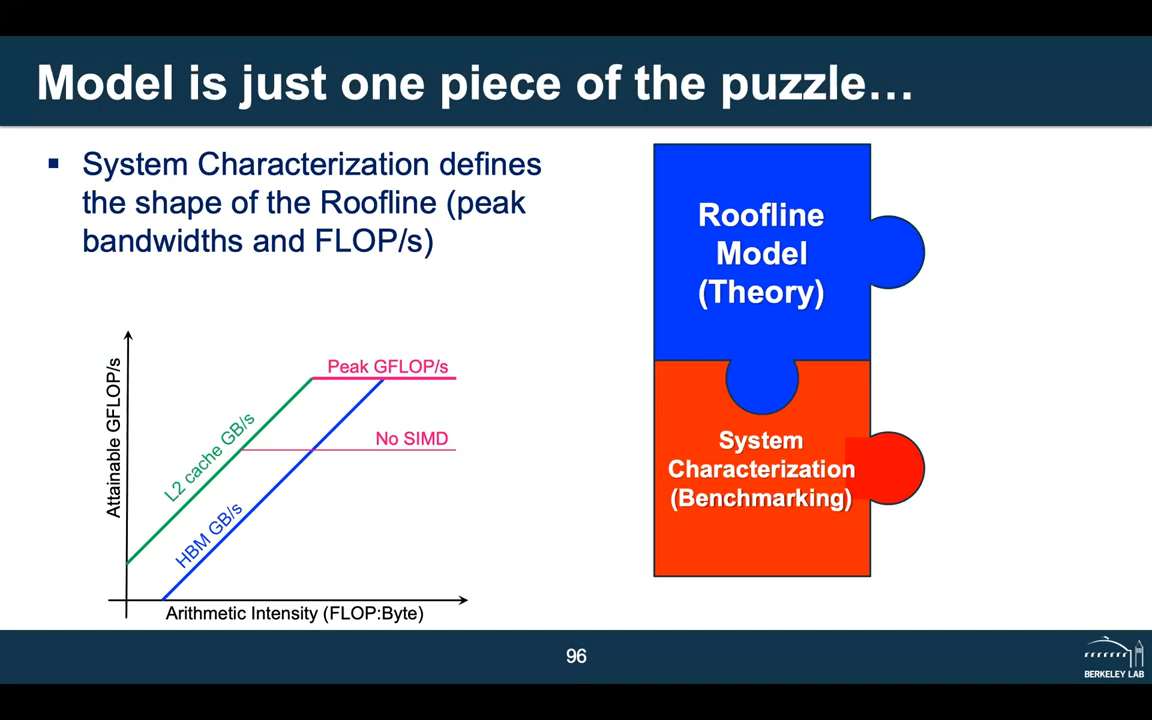 Model is just one piece of the puzzle…
▪ System Characterization defines
the shape of the Roofline (peak
bandwidths and FLOP/s)
Attainable GFLOP/s
Peak GFLOP/s
No SIMD
L2 cache GB/s
HBM GB/s
Arithmetic Intensity (FLOP:Byte)
Roofline
Model
(Theory)
System
Characterization
(Benchmarking)
96
BERKELEY LAB